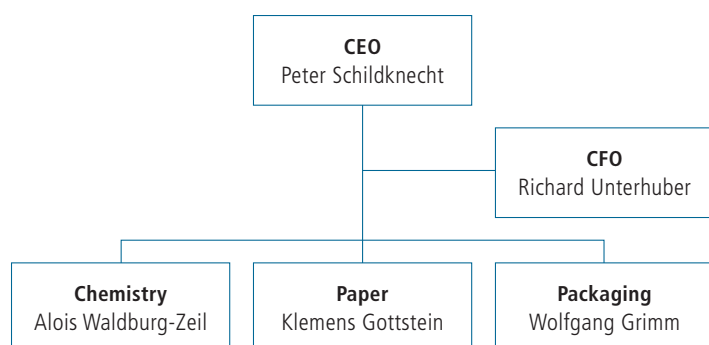 CEO
Peter Schildknecht
CFO
Richard Unterhuber
Chemistry
Alois Waldburg-Zeil
Paper
Klemens Gottstein
Packaging
Wolfgang Grimm